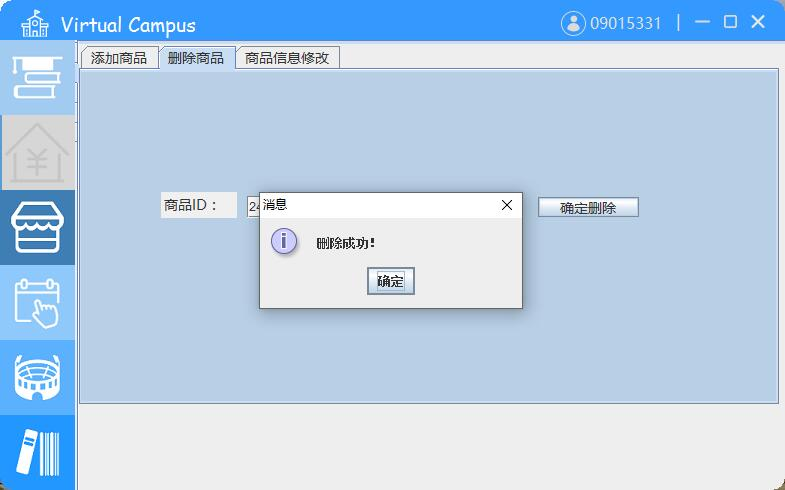 Virtual Campus
09015331
添加商品 删除商品 商品信息修改
商品ID： 24 确定删除
消息
删除成功！
确定